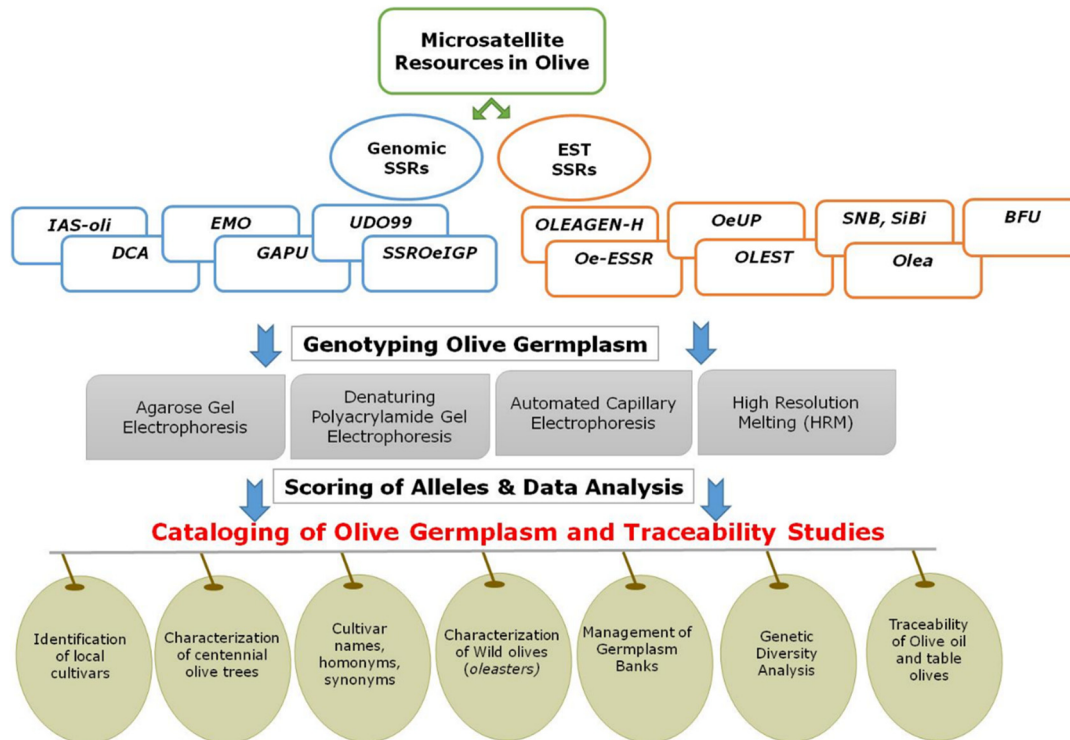 Microsatellite
Resources in Olive
Genomic
SSRs
EST
SSRs
IAS-oli
EMO
UDO99
DCA
GAPU
SSROeIGP
OLEAGEN-H
OeUP
SNB, SiBi
BFU
Oe-ESSR
OLEST
Olea
Genotyping Olive Germplasm
Agarose Gel
Electrophoresis
Denaturing
Polyacrylamide Gel
Electrophoresis
Automated Capillary
Electrophoresis
High Resolution
Melting (HRM)
Scoring of Alleles & Data Analysis
Cataloging of Olive Germplasm and Traceability Studies
Identification
of local
cultivars
Characterization
of centennial
olive trees
Cultivar
names,
homonyms,
synonyms
Characterization
of Wild olives
(oleasters)
Management of
Germplasm
Banks
Genetic
Diversity
Analysis
Traceability
of Olive oil
and table
olives